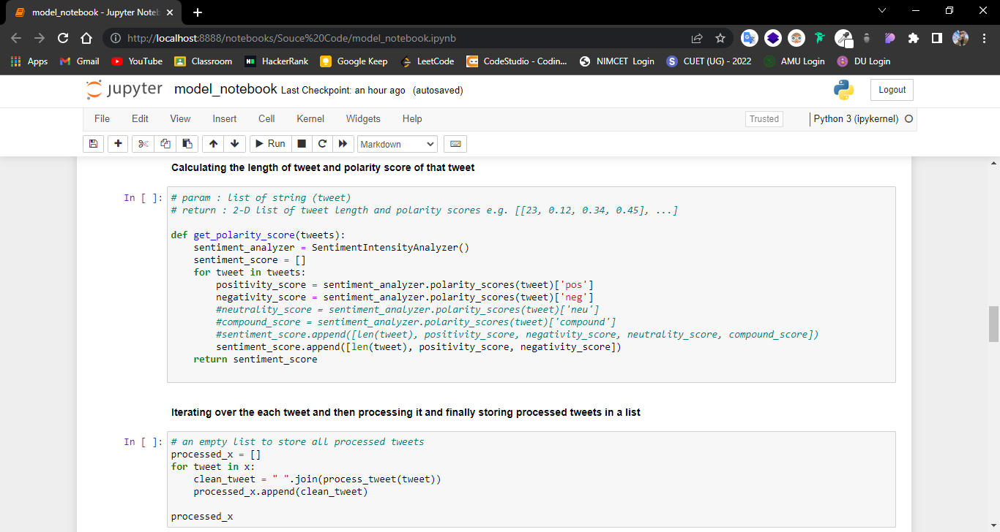 model_notebook - Jupyter Noteb
http://localhost:8888/notebooks/Souce%20Code/model_notebook.ipynb
Apps Gmail YouTube Classroom HackerRank Google Keep LeetCode CodeStudio - Codin... NIMCET Login CUET (UG) - 2022 AMU Login DU Login
jupyter model_notebook Last Checkpoint: an hour ago (autosaved) Logout
File Edit View Insert Cell Kernel Widgets Help Trusted Python 3 (ipykernel)
Run Markdown
Calculating the length of tweet and polarity score of that tweet
In [ ]: # param : list of string (tweet)
# return : 2-D list of tweet length and polarity scores e.g. [[23, 0.12, 0.34, 0.45], ...]
def get_polarity_score(tweets):
    sentiment_analyzer = SentimentIntensityAnalyzer()
    sentiment_score = []
    for tweet in tweets:
        positivity_score = sentiment_analyzer.polarity_scores(tweet)['pos']
        negativity_score = sentiment_analyzer.polarity_scores(tweet)['neg']
        #neutrality_score = sentiment_analyzer.polarity_scores(tweet)['neu']
        #compound_score = sentiment_analyzer.polarity_scores(tweet)['compound']
        #sentiment_score.append([len(tweet), positivity_score, negativity_score, neutrality_score, compound_score])
        sentiment_score.append([len(tweet), positivity_score, negativity_score])
    return sentiment_score
Iterating over the each tweet and then processing it and finally storing processed tweets in a list
In [ ]: # an empty list to store all processed tweets
processed_x = []
for tweet in x:
    clean_tweet = " ".join(process_tweet(tweet))
    processed_x.append(clean_tweet)
processed_x